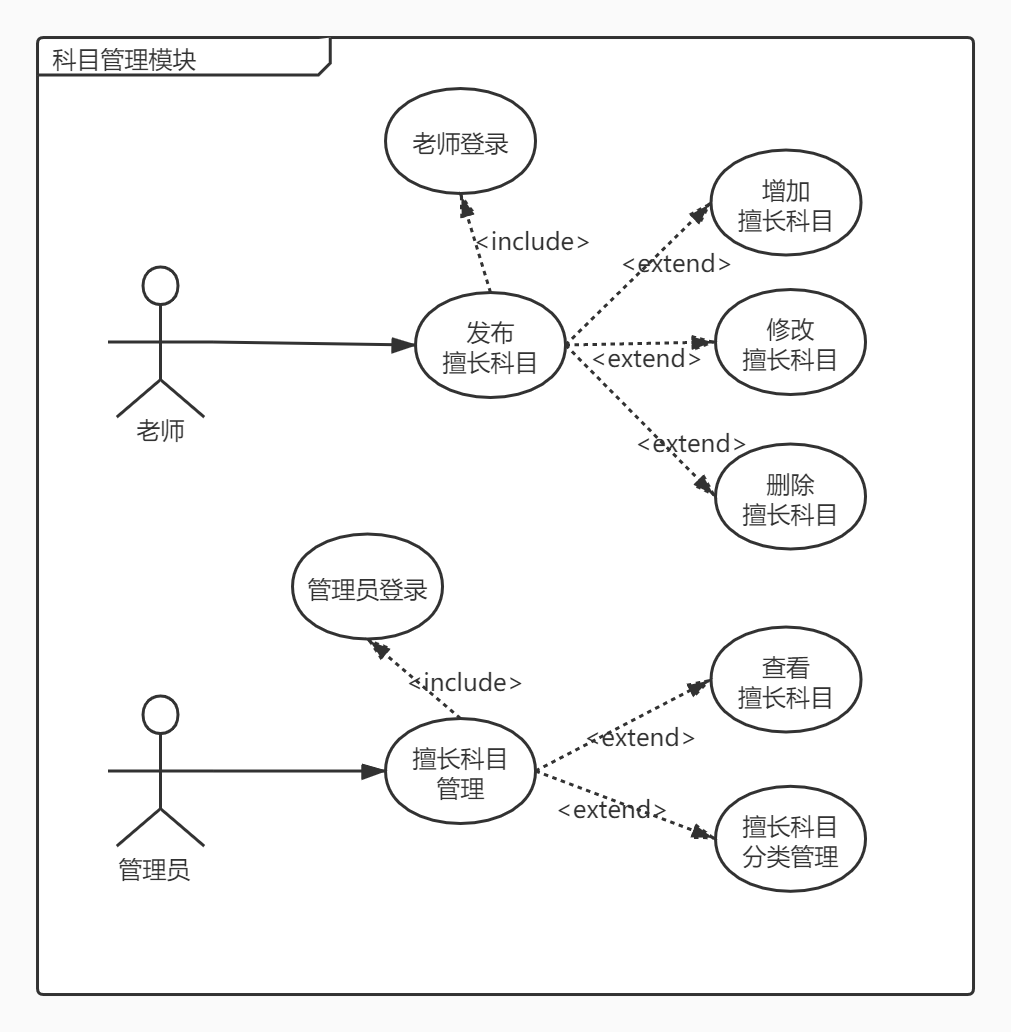 科目管理模块
老师登录
<include>
增加
擅长科目
<extend>
发布
擅长科目
修改
擅长科目
<extend>
老师
<extend>
删除
擅长科目
管理员登录
<include>
查看
擅长科目
<extend>
擅长科目
管理
<extend>
擅长科目
分类管理
管理员